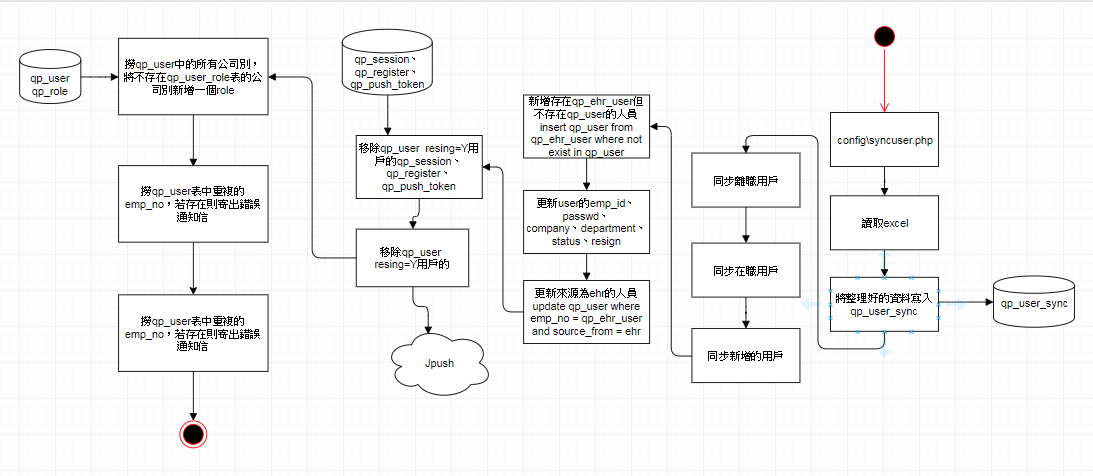 qp_user
qp_role
撈qp_user中的所有公司別，
將不存在qp_user_role表的公
司別新增一個role
撈qp_user表中重複的
emp_no，若存在則寄出錯誤
通知信
撈qp_user表中重複的
emp_no，若存在則寄出錯誤
通知信
qp_session、
qp_register、
qp_push_token
移除qp_user resing=Y用
戶的qp_session、
qp_register、
qp_push_token
移除qp_user
resing=Y用戶的
Jpush
新增存在qp_ehr_user但
不存在qp_user的人員
insert qp_user from
qp_ehr_user where not
exist in qp_user
更新user的emp_id、
passwd、
company、department、
status、resign
更新來源為ehr的人員
update qp_user where
emp_no = qp_ehr_user
and source_from = ehr
同步離職用戶
同步在職用戶
同步新增的用戶
config\syncuser.php
讀取excel
將整理好的資料寫入
qp_user_sync
qp_user_sync